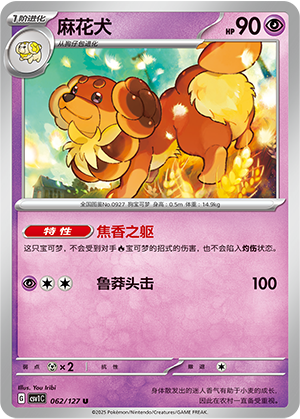 1阶进化
麻花犬
HP 90
从狗仔包进化
全国图鉴No.0927 狗宝可梦 身高:0.5m 体重:14.9kg
特性 焦香之躯
这只宝可梦,不会受到对手的宝可梦的招式的伤害,也不会陷入灼伤状态。
鲁莽头击 100
弱点 ×2 抗性 撤退
Illus. You Iribi
G CSV1C 062/127 U
身体散发出的迷人香气有助于小麦的成长,
因此在农村一直备受重视。
©2025 Pokémon/Nintendo/Creatures/GAME FREAK.